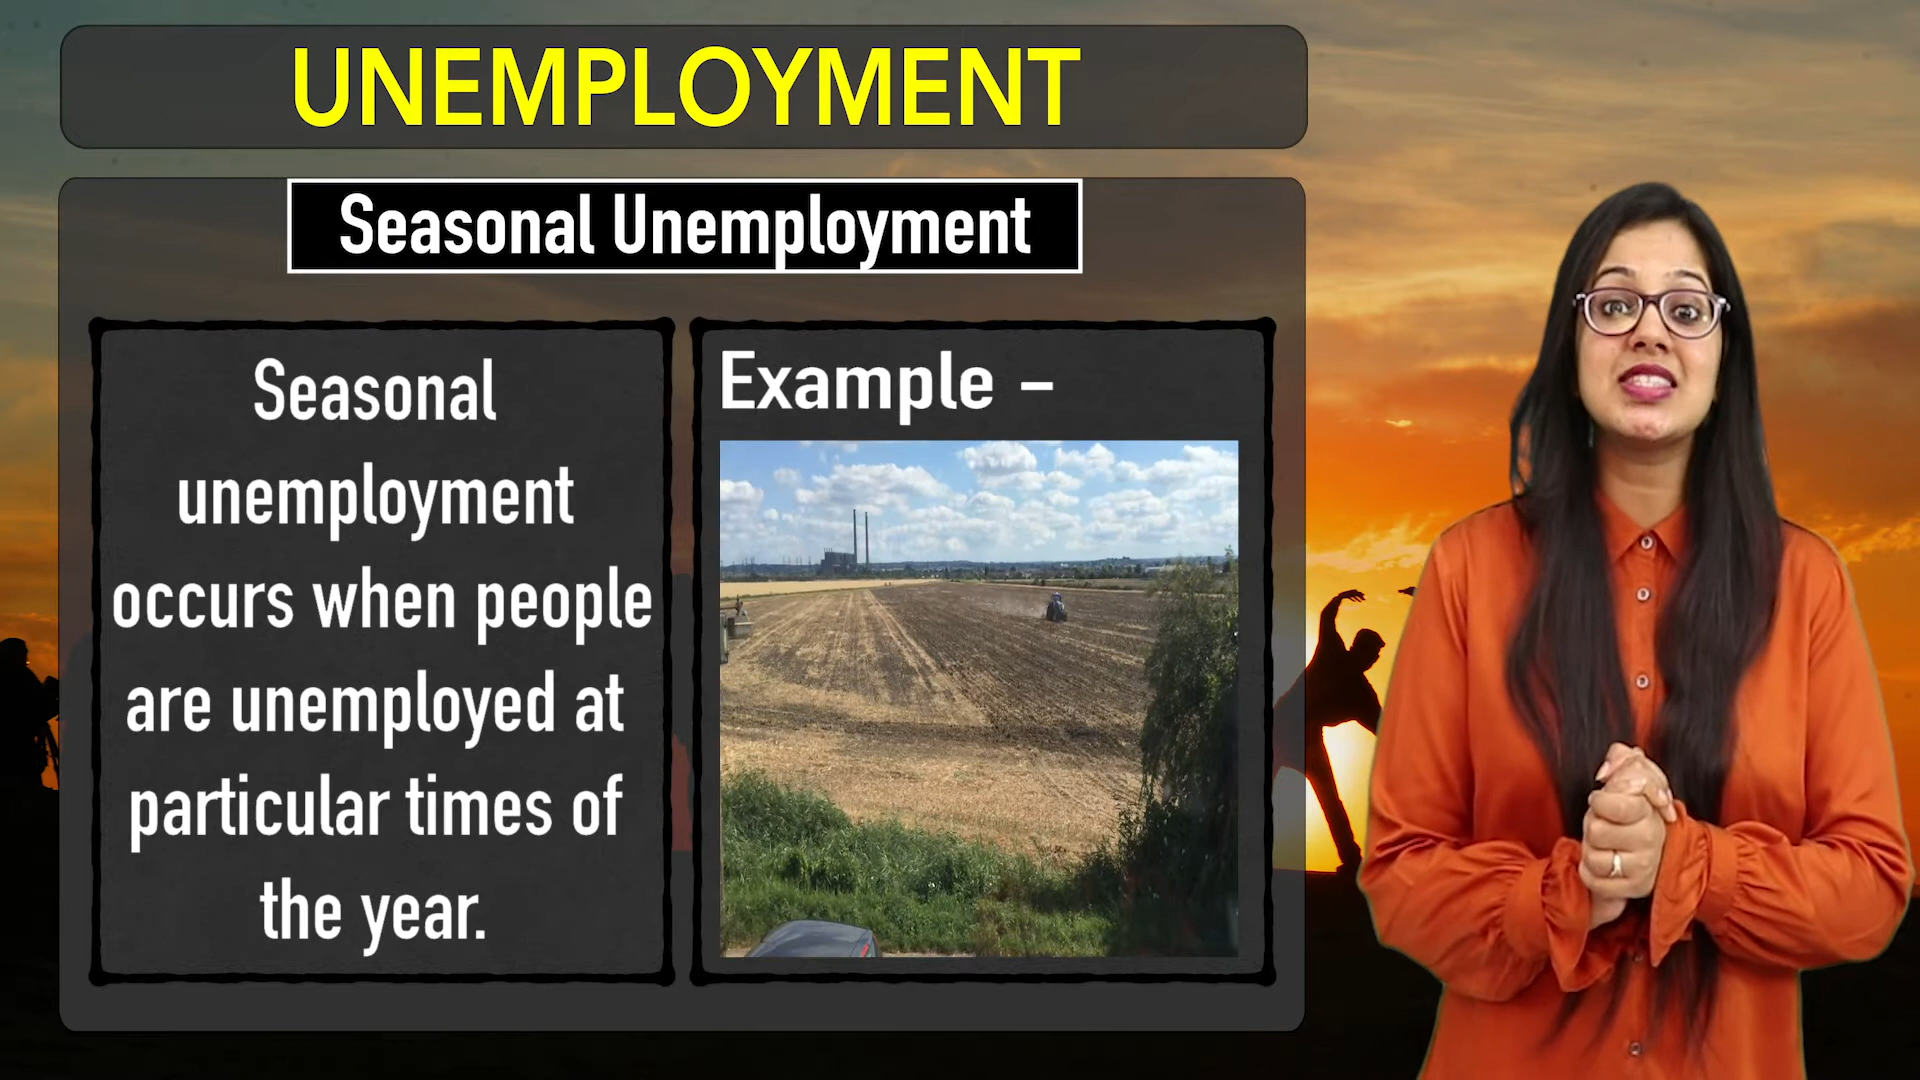 UNEMPLOYMENT
Seasonal Unemployment
Seasonal
unemployment
occurs when people
are unemployed at
particular times of
the year.
Example –